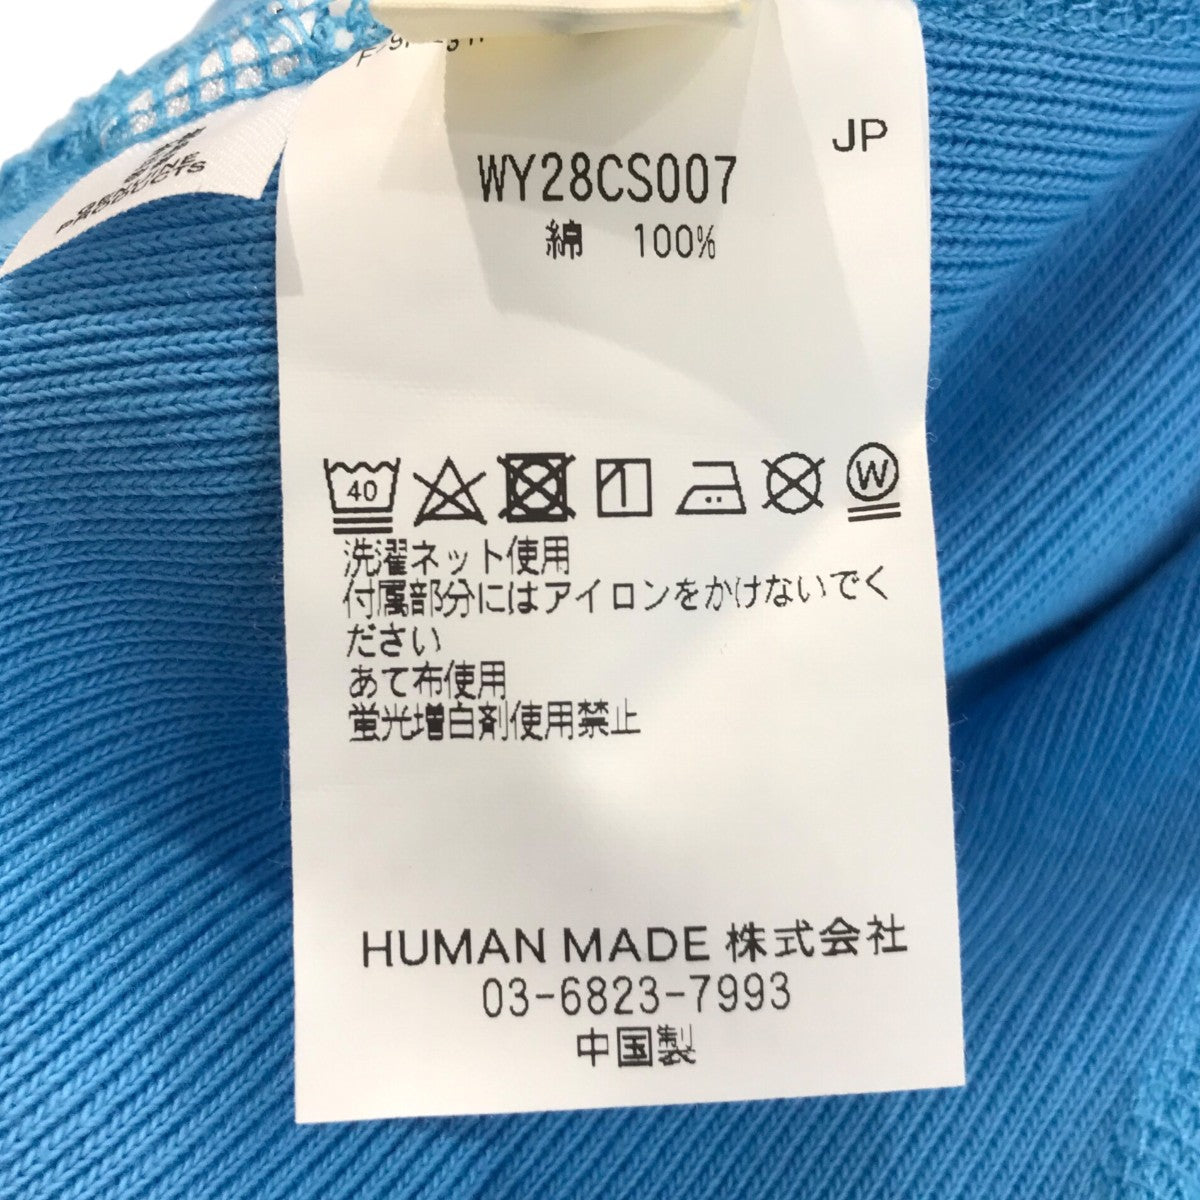 GENUINE
PRODUCTS
JP
WY28CS007
綿 100%
40
W
洗濯ネット使用
付属部分にはアイロンをかけないでく
ださい
あて布使用
蛍光増白剤使用禁止
HUMAN MADE 株式会社
03-6823-7993
中国製